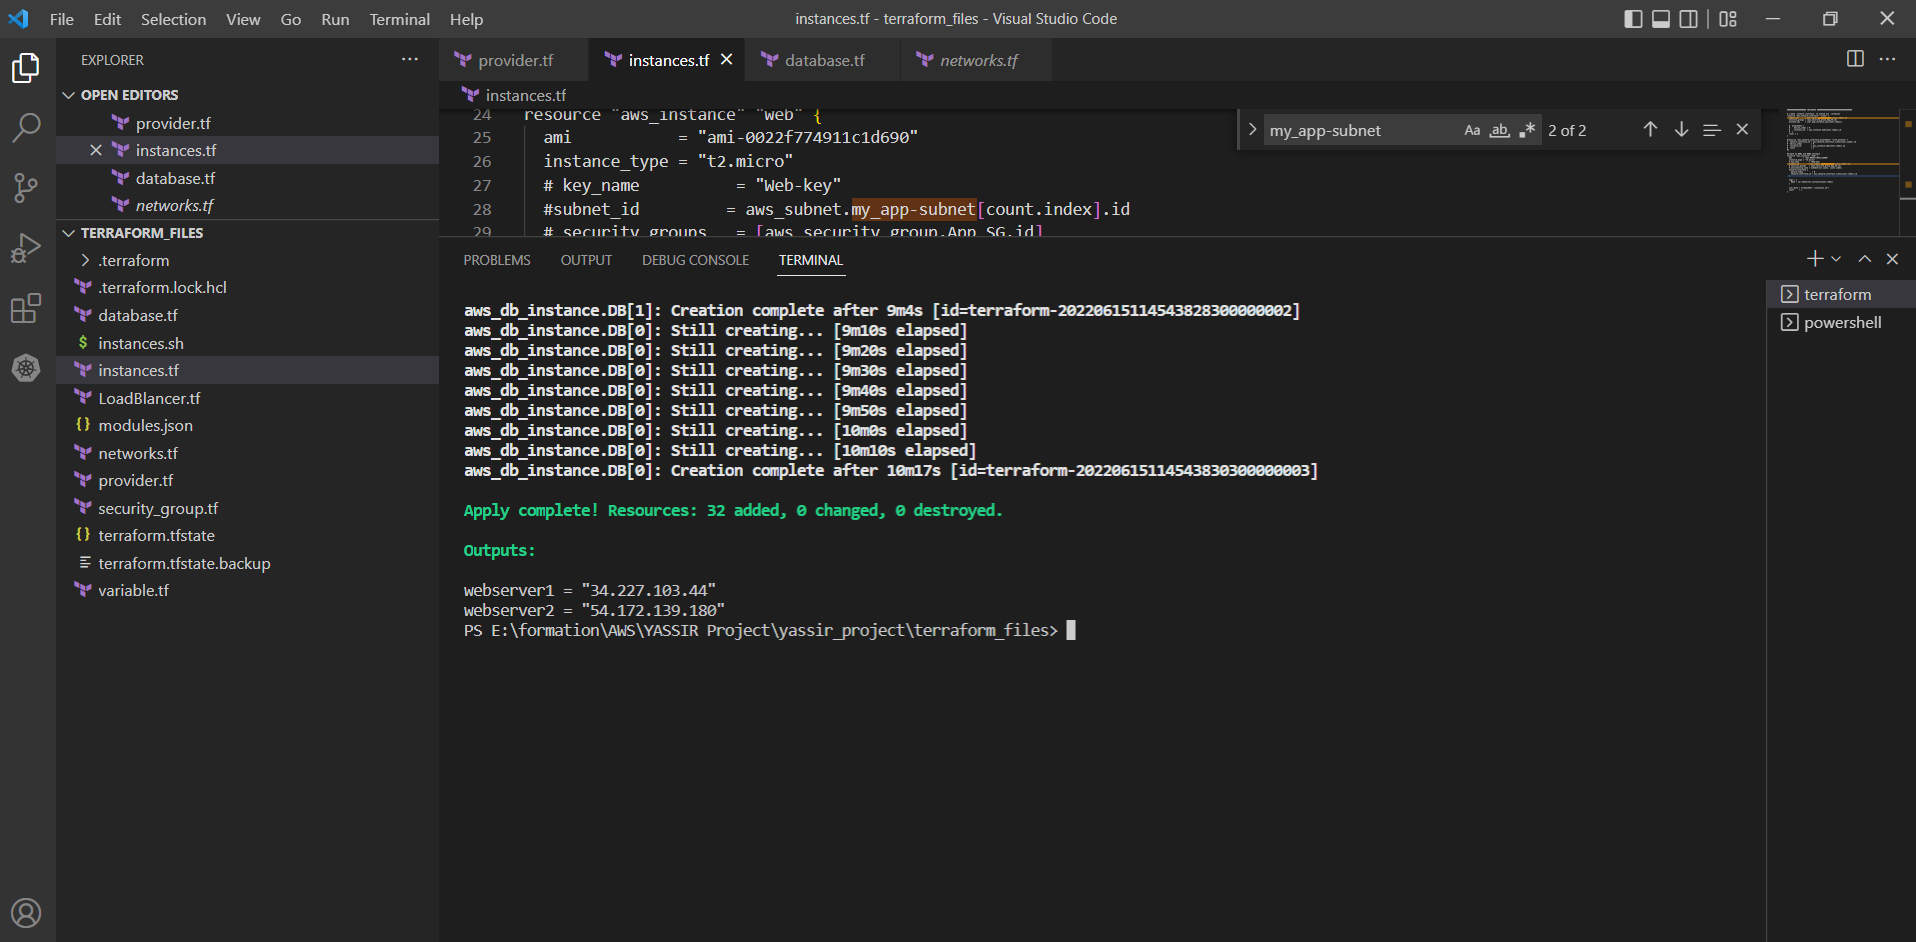 File Edit Selection View Go Run Terminal Help
instances.tf - terraform_files - Visual Studio Code
EXPLORER
OPEN EDITORS
provider.tf
instances.tf
database.tf
networks.tf
TERRAFORM_FILES
.terraform
.terraform.lock.hcl
database.tf
$ instances.sh
instances.tf
LoadBlancer.tf
{} modules.json
networks.tf
provider.tf
security_group.tf
{} terraform.tfstate
terraform.tfstate.backup
variable.tf
provider.tf instances.tf database.tf networks.tf
instances.tf
24 resource "aws_instance" "Web" {
25 ami = "ami-0022f774911c1d690"
26 instance_type = "t2.micro"
27 # key_name = "Web-key"
28 #subnet_id = aws_subnet.my_app-subnet[count.index].id
29 # security_groups = [aws_security_group.App_SG.id]
my_app-subnet Aa ab .* 2 of 2
PROBLEMS OUTPUT DEBUG CONSOLE TERMINAL
aws_db_instance.DB[1]: Creation complete after 9m4s [id=terraform-20220615114543828300000002]
aws_db_instance.DB[0]: Still creating... [9m10s elapsed]
aws_db_instance.DB[0]: Still creating... [9m20s elapsed]
aws_db_instance.DB[0]: Still creating... [9m30s elapsed]
aws_db_instance.DB[0]: Still creating... [9m40s elapsed]
aws_db_instance.DB[0]: Still creating... [9m50s elapsed]
aws_db_instance.DB[0]: Still creating... [10m0s elapsed]
aws_db_instance.DB[0]: Still creating... [10m10s elapsed]
aws_db_instance.DB[0]: Creation complete after 10m17s [id=terraform-20220615114543830300000003]
Apply complete! Resources: 32 added, 0 changed, 0 destroyed.
Outputs:
webserver1 = "34.227.103.44"
webserver2 = "54.172.139.180"
PS E:\formation\AWS\YASSIR Project\yassir_project\terraform_files>
terraform
powershell